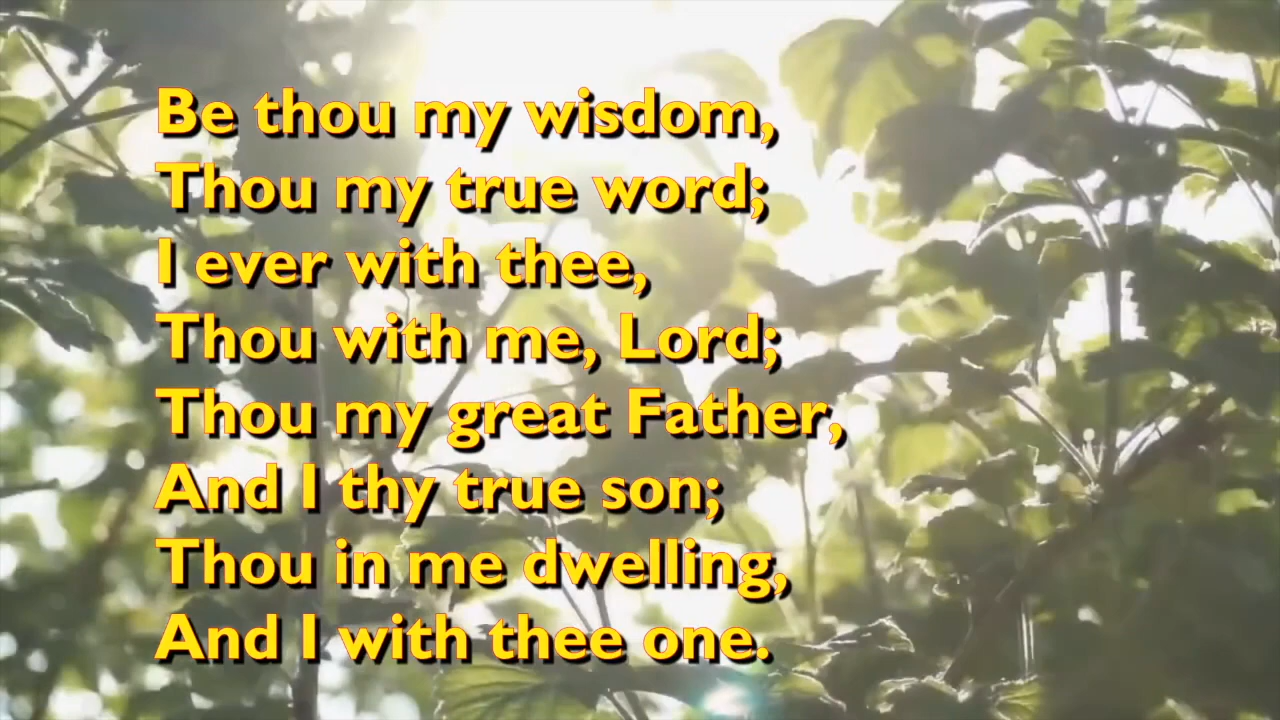 Be thou my wisdom,
Thou my true word;
I ever with thee,
Thou with me, Lord;
Thou my great Father,
And I thy true son;
Thou in me dwelling,
And I with thee one.